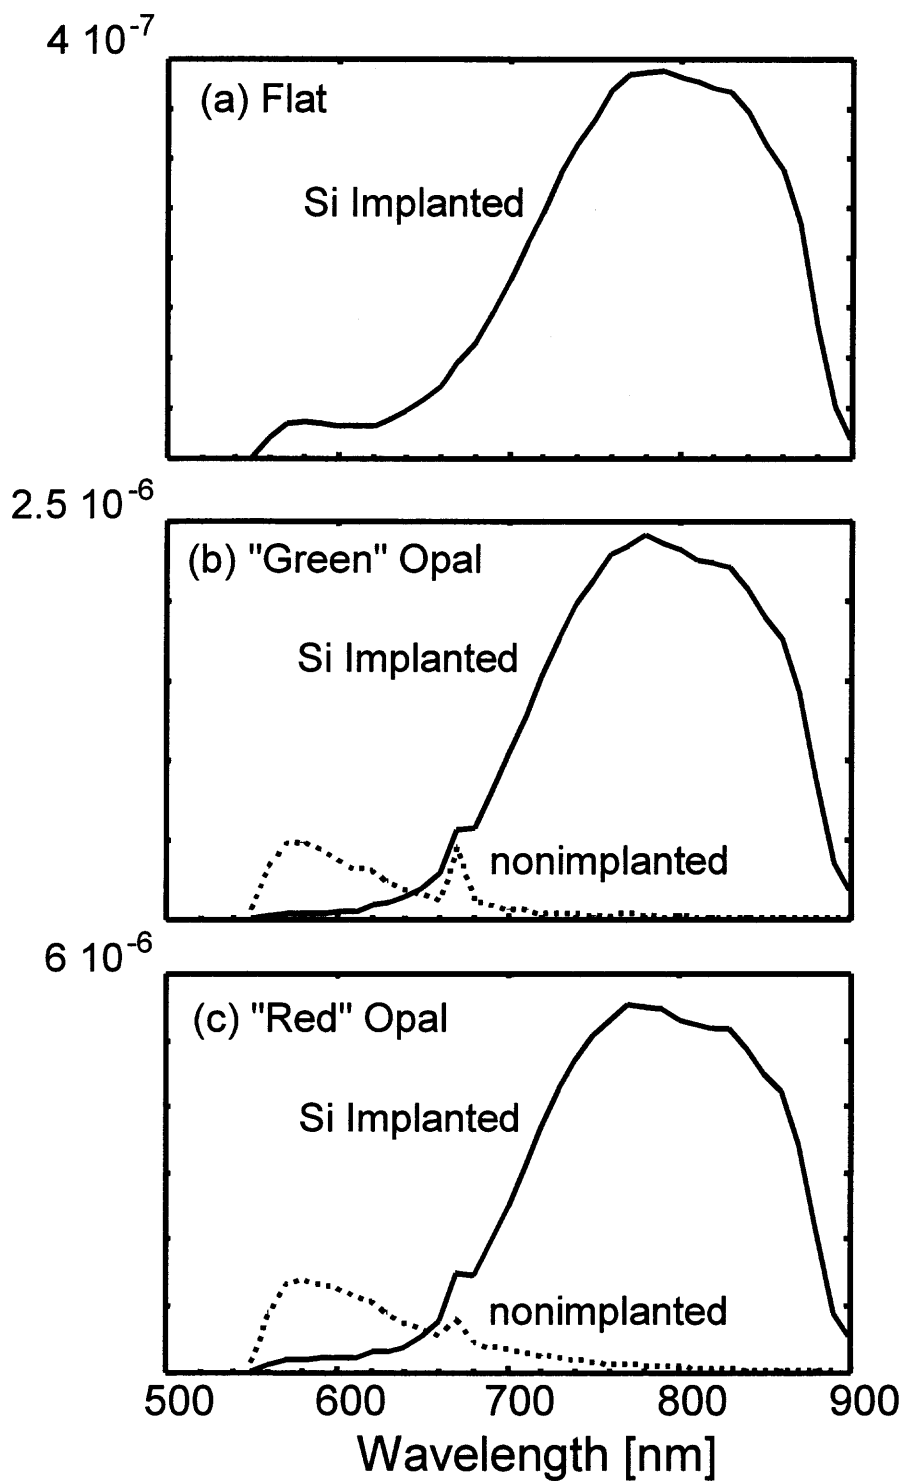 4 10-7
(a) Flat
Si Implanted
2.5 10-6
(b) "Green" Opal
Si Implanted
nonimplanted
6 10-6
(c) "Red" Opal
Si Implanted
nonimplanted
500 600 700 800 900
Wavelength [nm]